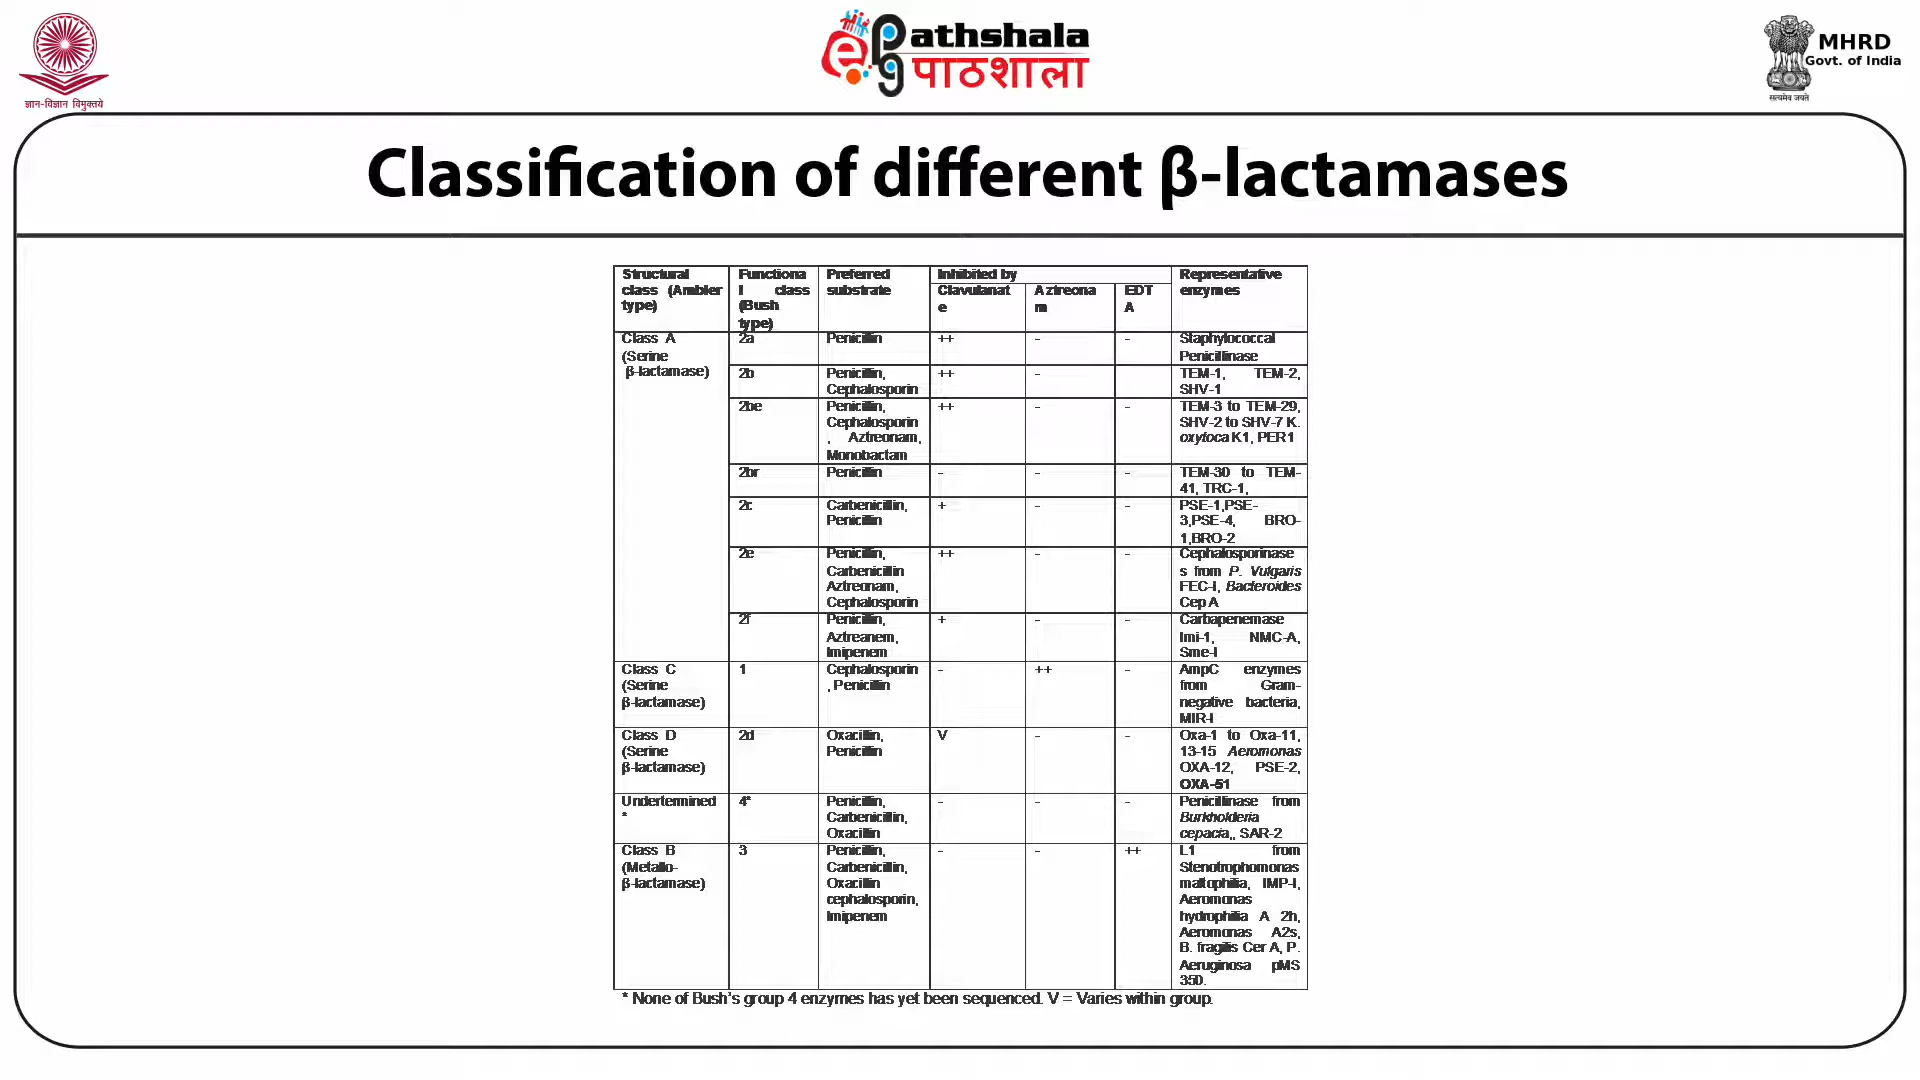 ज्ञान-विज्ञान विमुक्तये
ePathshala
पाठशाला
MHRD
Govt. of India
सत्यमेव जयते
Classification of different β-lactamases
Structural class (Ambler type) Functional class (Bush type) Preferred substrate Inhibited by Representative enzymes
Clavulanate Aztreonam EDTA
Class A (Serine β-lactamase) 2a Penicillin ++ - - Staphylococcal Penicillinase
2b Penicillin, Cephalosporin ++ - TEM-1, TEM-2, SHV-1
2be Penicillin, Cephalosporin, Aztreonam, Monobactam ++ - - TEM-3 to TEM-29, SHV-2 to SHV-7 K. oxytoca K1, PER1
2br Penicillin - - - TEM-30 to TEM-41, TRC-1,
2c Carbenicillin, Penicillin + - - PSE-1,PSE-3,PSE-4, BRO-1,BRO-2
2e Penicillin, Carbenicillin Aztreonam, Cephalosporin ++ - - Cephalosporinases from P. Vulgaris FEC-I, Bacteroides Cep A
2f Penicillin, Aztreanem, Imipenem + - - Carbapenemase Imi-1, NMC-A, Sme-I
Class C (Serine β-lactamase) 1 Cephalosporin, Penicillin - ++ - AmpC enzymes from Gram-negative bacteria, MIR-I
Class D (Serine β-lactamase) 2d Oxacillin, Penicillin V - - Oxa-1 to Oxa-11, 13-15 Aeromonas OXA-12, PSE-2, OXA-51
Undertermined* 4* Penicillin, Carbenicillin, Oxacillin - - - Penicillinase from Burkholderia cepacia,, SAR-2
Class B (Metallo-β-lactamase) 3 Penicillin, Carbenicillin, Oxacillin cephalosporin, Imipenem - - ++ L1 from Stenotrophomonas maltophilia, IMP-I, Aeromonas hydrophilia A 2h, Aeromonas A2s, B. fragilis Cer A, P. Aeruginosa pMS 350.
* None of Bush's group 4 enzymes has yet been sequenced. V = Varies within group.